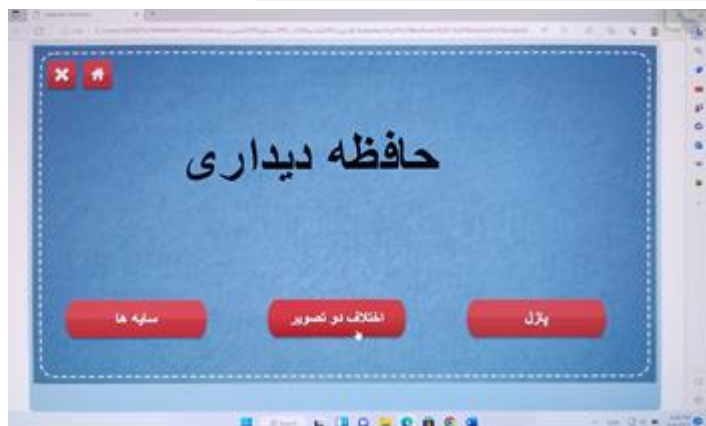 حافظه دیداری
پازل
اختلاف دو تصویر
سایه ها